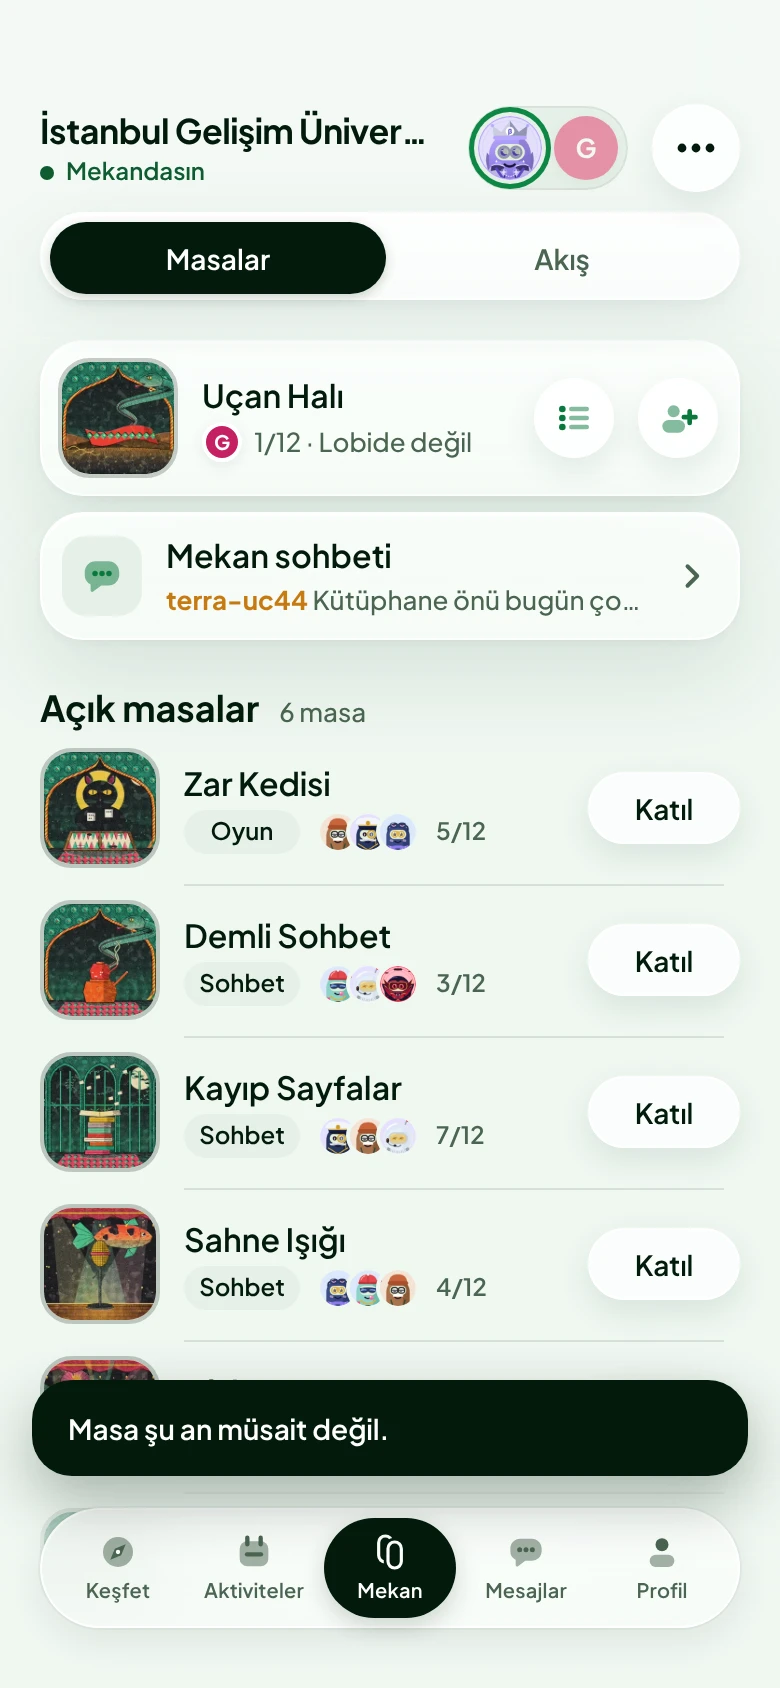 İstanbul Gelişim Üniver...
Mekandasın
G
Masalar
Akış
Uçan Halı
G 1/12 · Lobide değil
Mekan sohbeti
terra-uc44 Kütüphane önü bugün ço...
Açık masalar 6 masa
Zar Kedisi
Oyun 5/12
Katıl
Demli Sohbet
Sohbet 3/12
Katıl
Kayıp Sayfalar
Sohbet 7/12
Katıl
Sahne Işığı
Sohbet 4/12
Katıl
Masa şu an müsait değil.
Keşfet
Aktiviteler
Mekan
Mesajlar
Profil